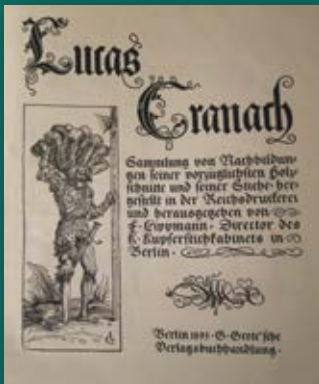 Lucas
Cranach
Sammlung von Nachbildun-
gen seiner vorzüglichsten Holz-
schnitte und seiner Stiche her-
gestellt in der Reichsdruckerei
und herausgegeben von
F. Lippmann. Director des
K. Kupferstichkabinets in
Berlin.
Berlin 1895 G. Grote'sche
Verlagsbuchhandlung.